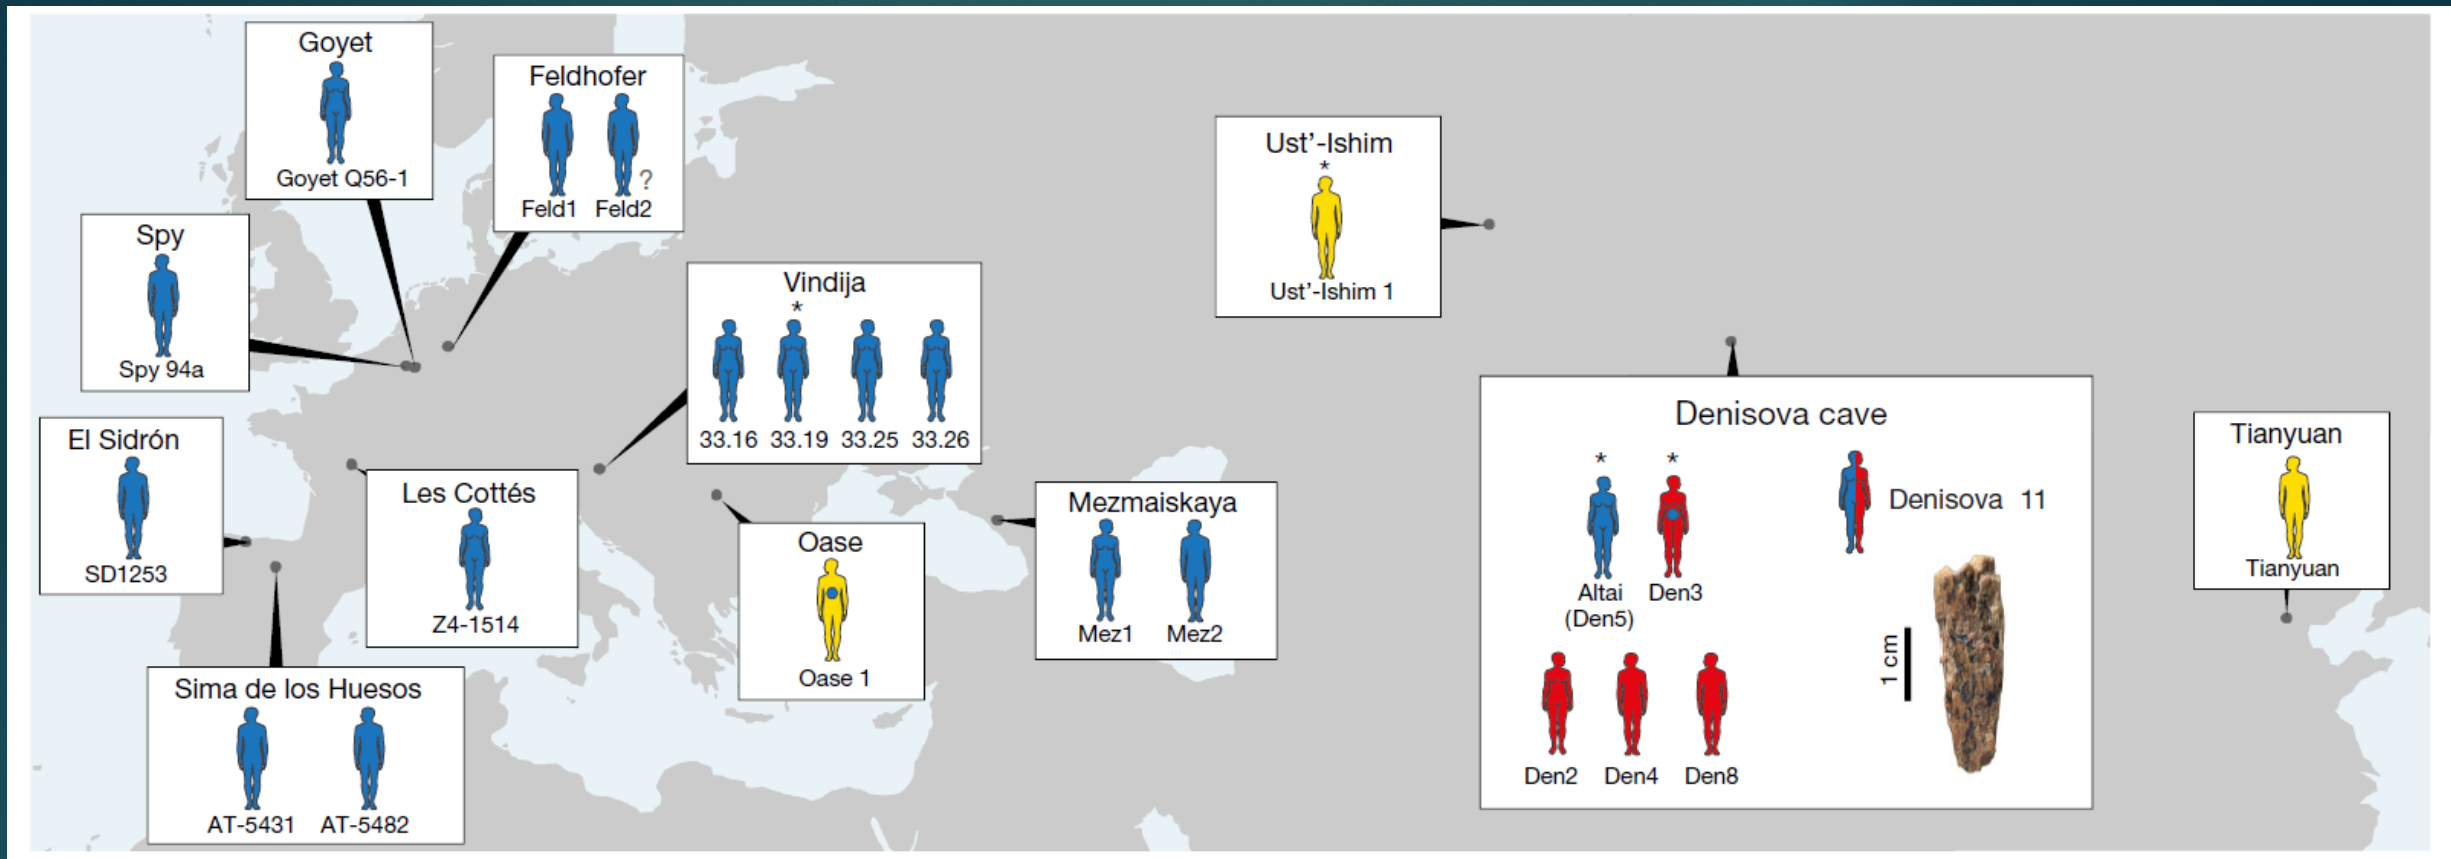 Goyet
Goyet Q56-1
Feldhofer
?
Feld1 Feld2
Spy
Spy 94a
Ust'-Ishim
*
Ust'-Ishim 1
Vindija
*
33.16 33.19 33.25 33.26
El Sidrón
SD1253
Les Cottés
Z4-1514
Sima de los Huesos
AT-5431 AT-5482
Oase
Oase 1
Mezmaiskaya
Mez1 Mez2
Denisova cave
* *
Denisova 11
Altai
(Den5)
Den3
1 cm
Den2 Den4 Den8
Tianyuan
Tianyuan